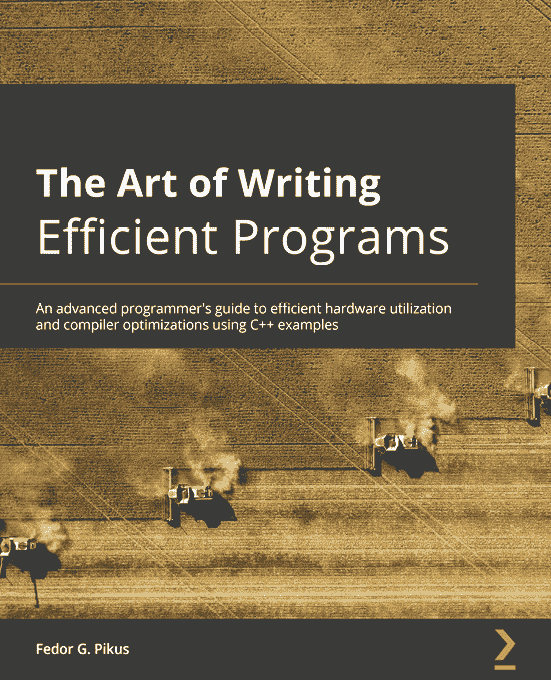 The Art of Writing
Efficient Programs
An advanced programmer's guide to efficient hardware utilization
and compiler optimizations using C++ examples
Fedor G. Pikus